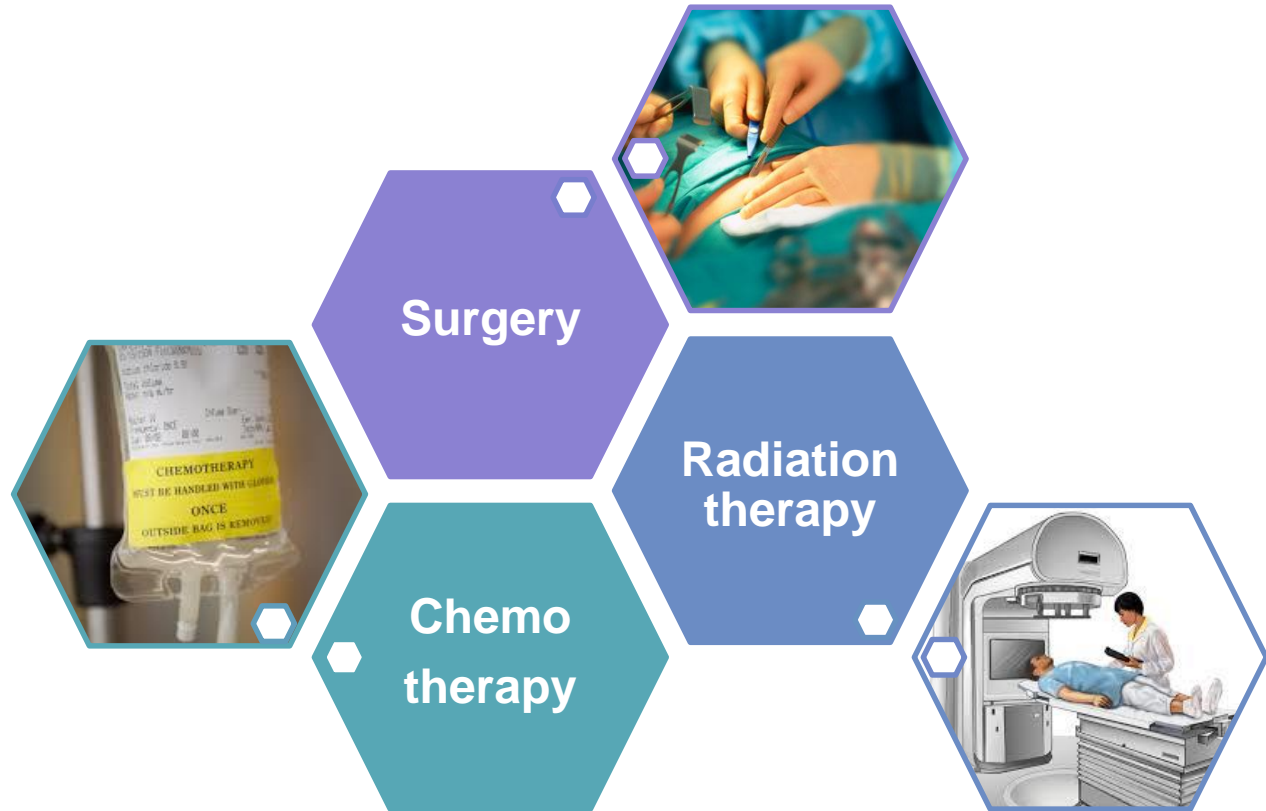 Surgery
Radiation
therapy
Chemo
therapy
CHEMOTHERAPY
MUST BE HANDLED WITH GLOVES
ONCE
OUTSIDE BAG IS REMOVED